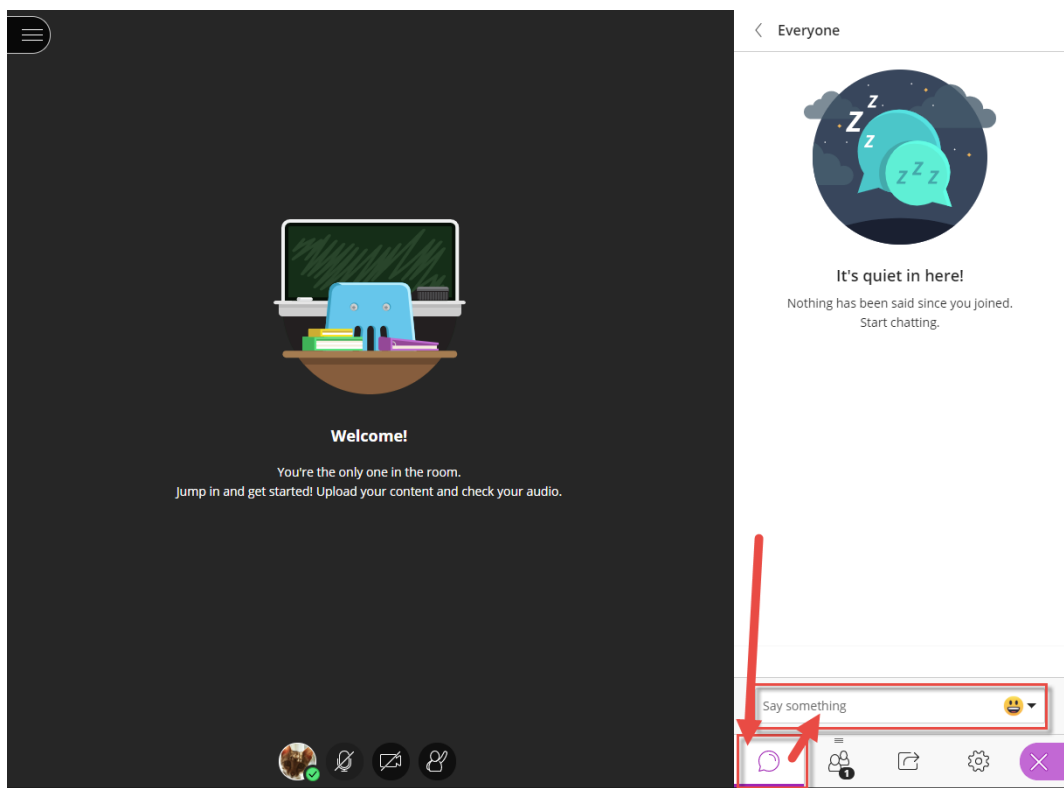 Everyone
Z
Z
Z
z z z
It's quiet in here!
Nothing has been said since you joined.
Start chatting.
Welcome!
You're the only one in the room.
Jump in and get started! Upload your content and check your audio.
Say something
1